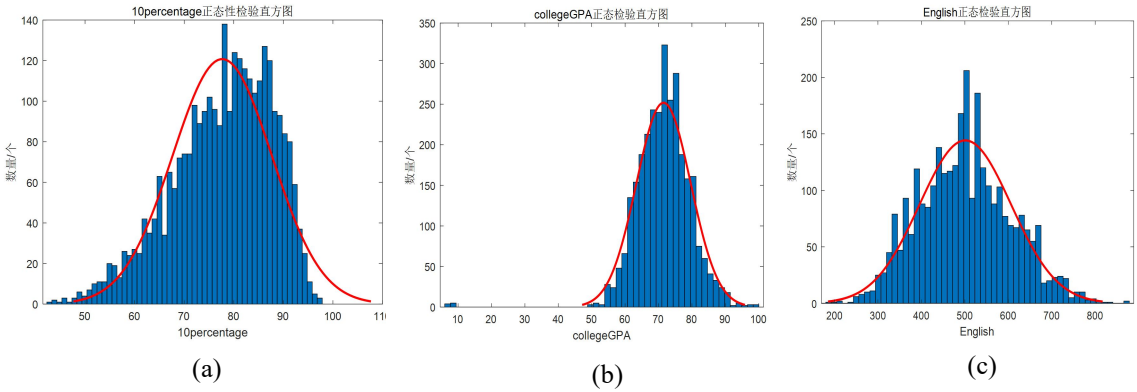 10percentage正态性检验直方图
140
120
100
80
60
40
20
0
数量/个
50 60 70 80 90 100 110
10percentage
(a)
collegeGPA正态检验直方图
350
300
250
200
150
100
50
0
数量/个
10 20 30 40 50 60 70 80 90 100
collegeGPA
(b)
English正态检验直方图
250
200
150
100
50
0
数量/个
200 300 400 500 600 700 800
English
(c)